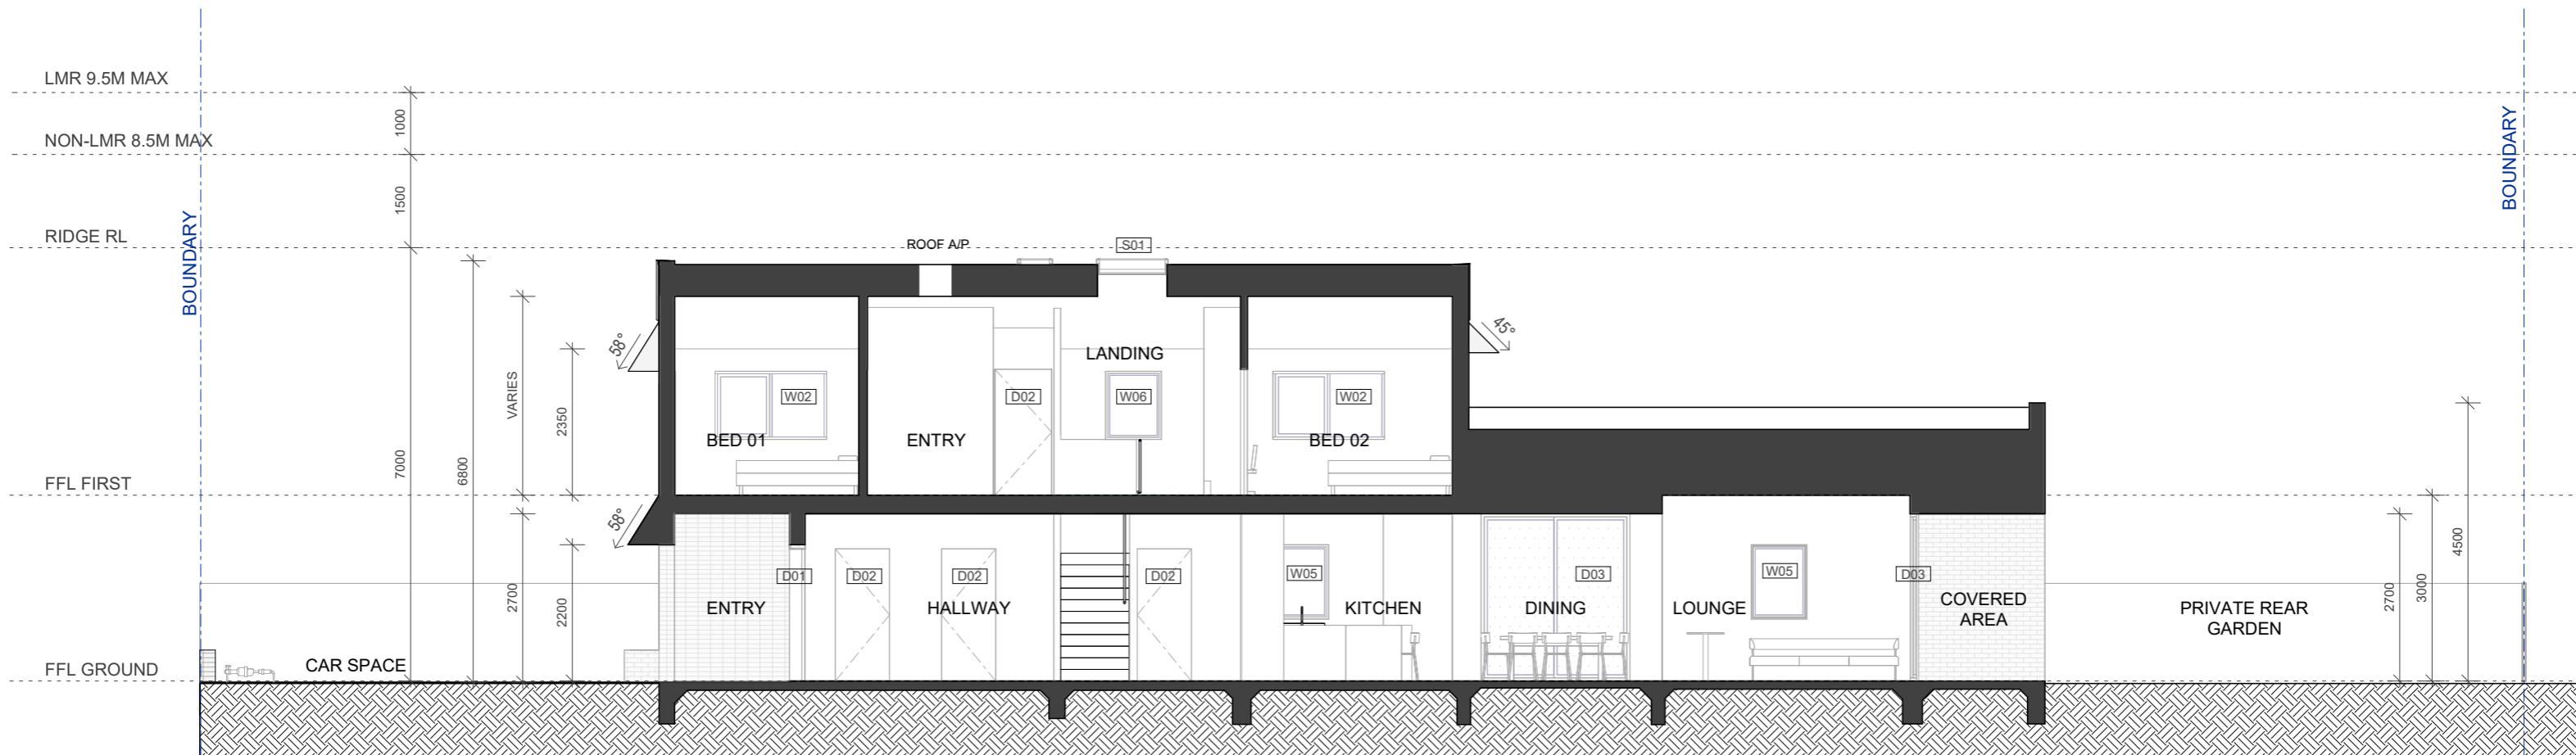 LMR 9.5M MAX
1000
NON-LMR 8.5M MAX
1500
BOUNDARY
BOUNDARY
RIDGE RL
ROOF A/P
S01
58°
45°
LANDING
VARIES
2350
W02
D02
W06
W02
BED 01
ENTRY
BED 02
7000
6800
FFL FIRST
58°
2700
2200
4500
D01
D02
D02
D02
W05
D03
W05
D03
2700
3000
ENTRY
HALLWAY
KITCHEN
DINING
LOUNGE
COVERED
AREA
PRIVATE REAR
GARDEN
FFL GROUND
CAR SPACE